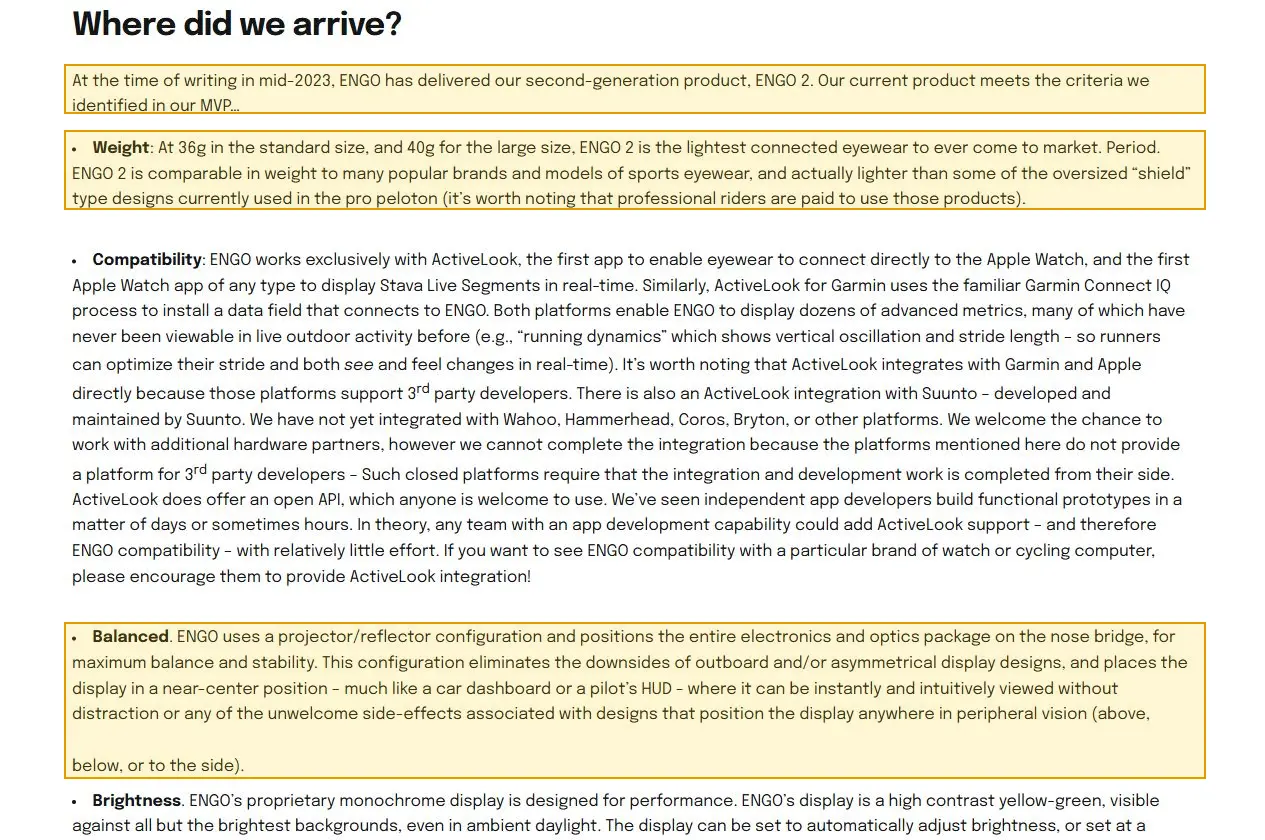 Where did we arrive?
At the time of writing in mid-2023, ENGO has delivered our second-generation product, ENGO 2. Our current product meets the criteria we
identified in our MVP…
• Weight: At 36g in the standard size, and 40g for the large size, ENGO 2 is the lightest connected eyewear to ever come to market. Period.
ENGO 2 is comparable in weight to many popular brands and models of sports eyewear, and actually lighter than some of the oversized “shield”
type designs currently used in the pro peloton (it’s worth noting that professional riders are paid to use those products).
• Compatibility: ENGO works exclusively with ActiveLook, the first app to enable eyewear to connect directly to the Apple Watch, and the first
Apple Watch app of any type to display Stava Live Segments in real-time. Similarly, ActiveLook for Garmin uses the familiar Garmin Connect IQ
process to install a data field that connects to ENGO. Both platforms enable ENGO to display dozens of advanced metrics, many of which have
never been viewable in live outdoor activity before (e.g., “running dynamics” which shows vertical oscillation and stride length – so runners
can optimize their stride and both see and feel changes in real-time). It’s worth noting that ActiveLook integrates with Garmin and Apple
directly because those platforms support 3rd party developers. There is also an ActiveLook integration with Suunto – developed and
maintained by Suunto. We have not yet integrated with Wahoo, Hammerhead, Coros, Bryton, or other platforms. We welcome the chance to
work with additional hardware partners, however we cannot complete the integration because the platforms mentioned here do not provide
a platform for 3rd party developers – Such closed platforms require that the integration and development work is completed from their side.
ActiveLook does offer an open API, which anyone is welcome to use. We’ve seen independent app developers build functional prototypes in a
matter of days or sometimes hours. In theory, any team with an app development capability could add ActiveLook support – and therefore
ENGO compatibility – with relatively little effort. If you want to see ENGO compatibility with a particular brand of watch or cycling computer,
please encourage them to provide ActiveLook integration!
• Balanced. ENGO uses a projector/reflector configuration and positions the entire electronics and optics package on the nose bridge, for
maximum balance and stability. This configuration eliminates the downsides of outboard and/or asymmetrical display designs, and places the
display in a near-center position – much like a car dashboard or a pilot’s HUD - where it can be instantly and intuitively viewed without
distraction or any of the unwelcome side-effects associated with designs that position the display anywhere in peripheral vision (above,
below, or to the side).
• Brightness. ENGO’s proprietary monochrome display is designed for performance. ENGO’s display is a high contrast yellow-green, visible
against all but the brightest backgrounds, even in ambient daylight. The display can be set to automatically adjust brightness, or set at a